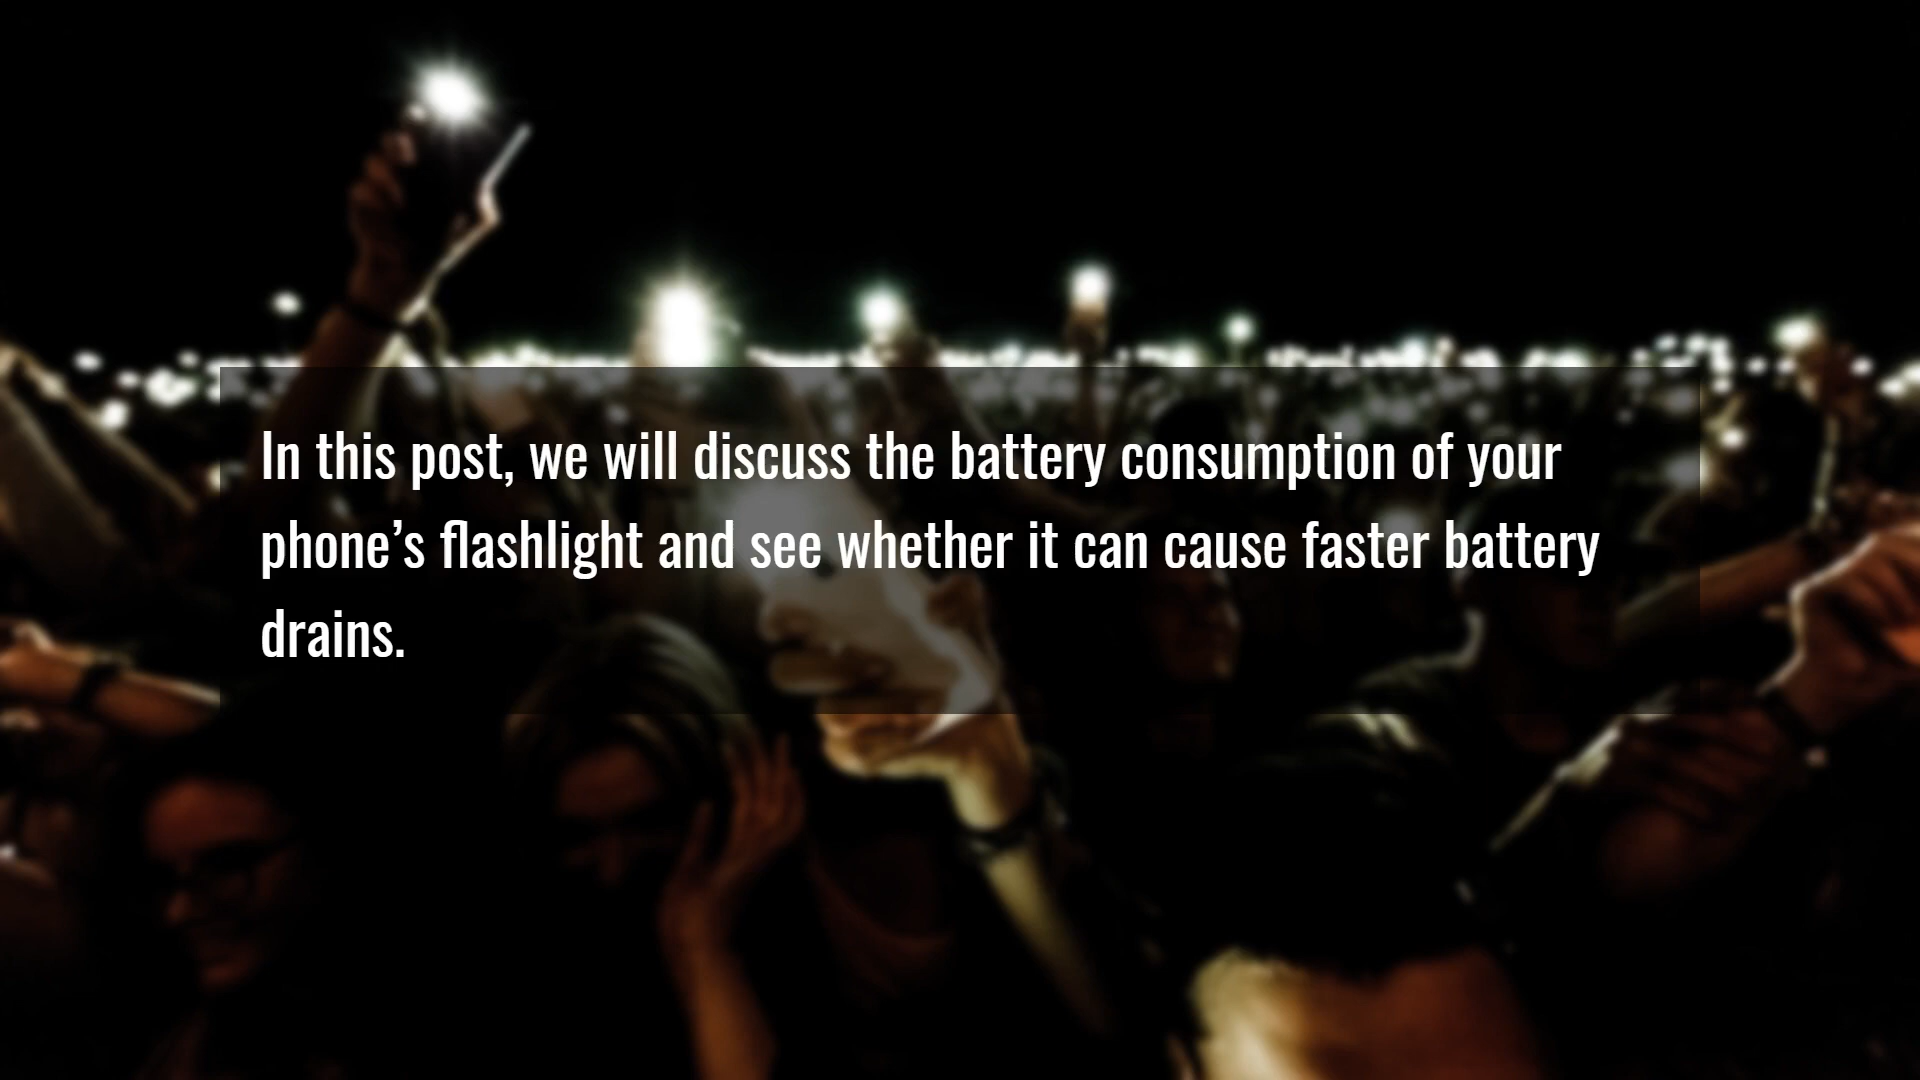 In this post, we will discuss the battery consumption of your
phone’s flashlight and see whether it can cause faster battery
drains.